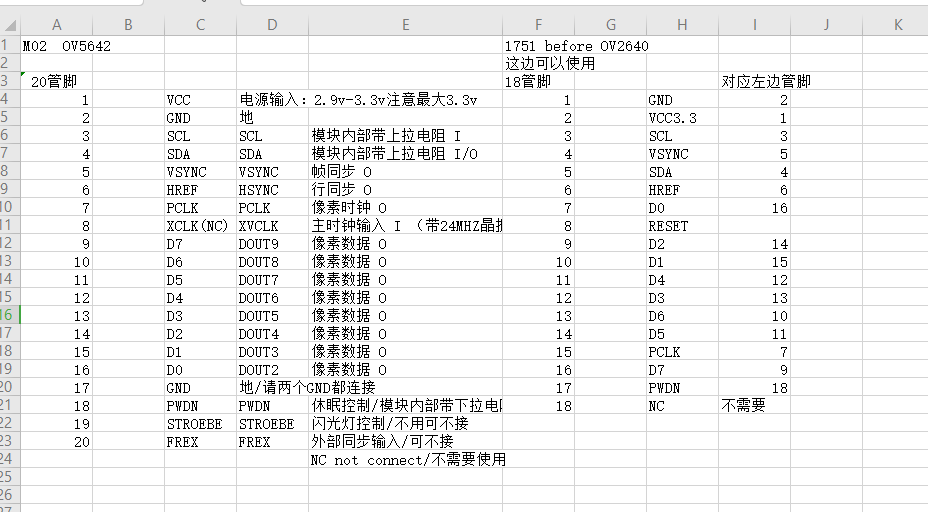 A B C D E F G H I J K
1 M02 OV5642 1751 before OV2640
2 这边可以使用
3 20管脚 18管脚 对应左边管脚
4 1 VCC 电源输入：2.9v-3.3v注意最大3.3v 1 GND 2
5 2 GND 地 2 VCC3.3 1
6 3 SCL SCL 模块内部带上拉电阻 I 3 SCL 3
7 4 SDA SDA 模块内部带上拉电阻 I/O 4 VSYNC 5
8 5 VSYNC VSYNC 帧同步 O 5 SDA 4
9 6 HREF HSYNC 行同步 O 6 HREF 6
10 7 PCLK PCLK 像素时钟 O 7 D0 16
11 8 XCLK(NC) XVCLK 主时钟输入 I （带24MHZ晶振 8 RESET
12 9 D7 DOUT9 像素数据 O 9 D2 14
13 10 D6 DOUT8 像素数据 O 10 D1 15
14 11 D5 DOUT7 像素数据 O 11 D4 12
15 12 D4 DOUT6 像素数据 O 12 D3 13
16 13 D3 DOUT5 像素数据 O 13 D6 10
17 14 D2 DOUT4 像素数据 O 14 D5 11
18 15 D1 DOUT3 像素数据 O 15 PCLK 7
19 16 D0 DOUT2 像素数据 O 16 D7 9
20 17 GND 地/请两个GND都连接 17 PWDN 18
21 18 PWDN PWDN 休眠控制/模块内部带下拉电阻 18 NC 不需要
22 19 STROEBE STROEBE 闪光灯控制/不用可不接
23 20 FREX FREX 外部同步输入/可不接
24 NC not connect/不需要使用
25
26
27